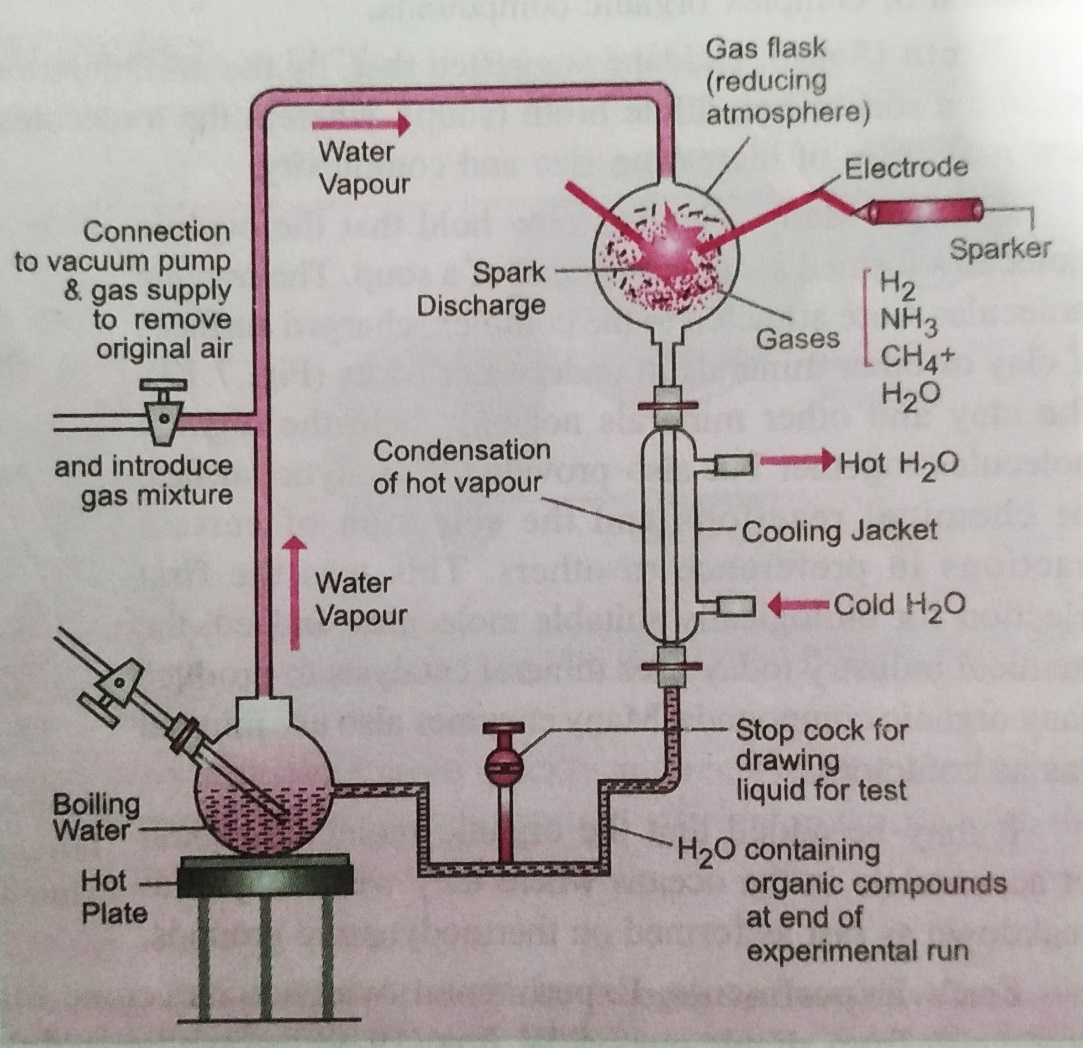 Gas flask
(reducing
atmosphere)
Water
Vapour
Electrode
Sparker
Connection
to vacuum pump
& gas supply
to remove
original air
Spark
Discharge
Gases
H₂
NH₃
CH₄+
H₂O
and introduce
gas mixture
Condensation
of hot vapour
Hot H₂O
Cooling Jacket
Cold H₂O
Water
Vapour
Stop cock for
drawing
liquid for test
Boiling
Water
H₂O containing
organic compounds
at end of
experimental run
Hot
Plate